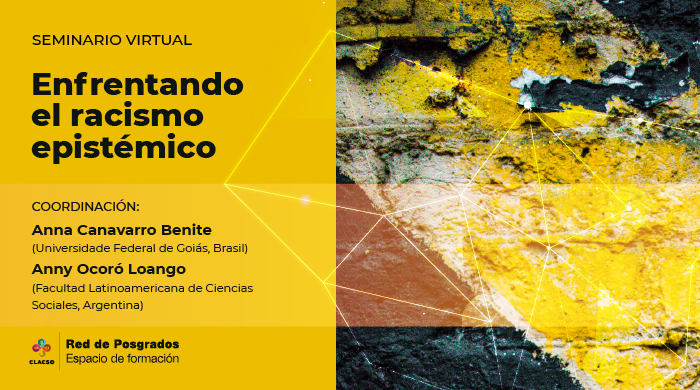 SEMINARIO VIRTUAL
Enfrentando
el racismo
epistémico
COORDINACIÓN:
Anna Canavarro Benite
(Universidade Federal de Goiás, Brasil)
Anny Ocoró Loango
(Facultad Latinoamericana de Ciencias
Sociales, Argentina)
CLACSO
Red de Posgrados
Espacio de formación